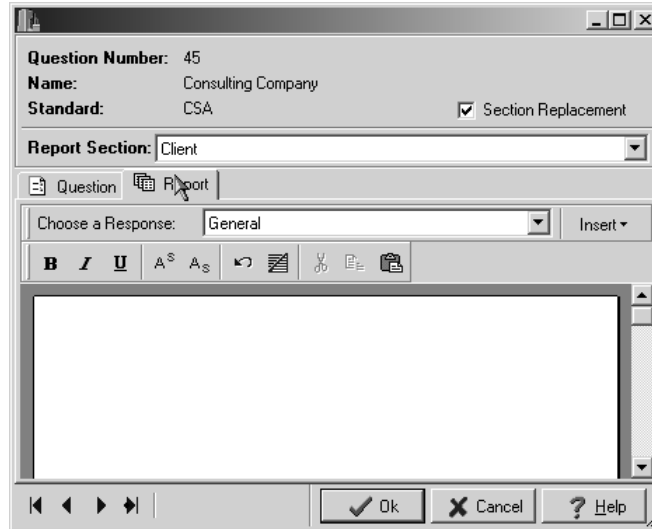 Question Number: 45
Name: Consulting Company
Standard: CSA
Section Replacement
Report Section: Client
Question Report
Choose a Response: General Insert
B I U A S A S
Ok Cancel ? Help